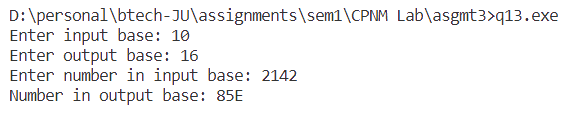 D:\personal\btech-JU\assignments\sem1\CPNM Lab\asgmt3>q13.exe
Enter input base: 10
Enter output base: 16
Enter number in input base: 2142
Number in output base: 85E